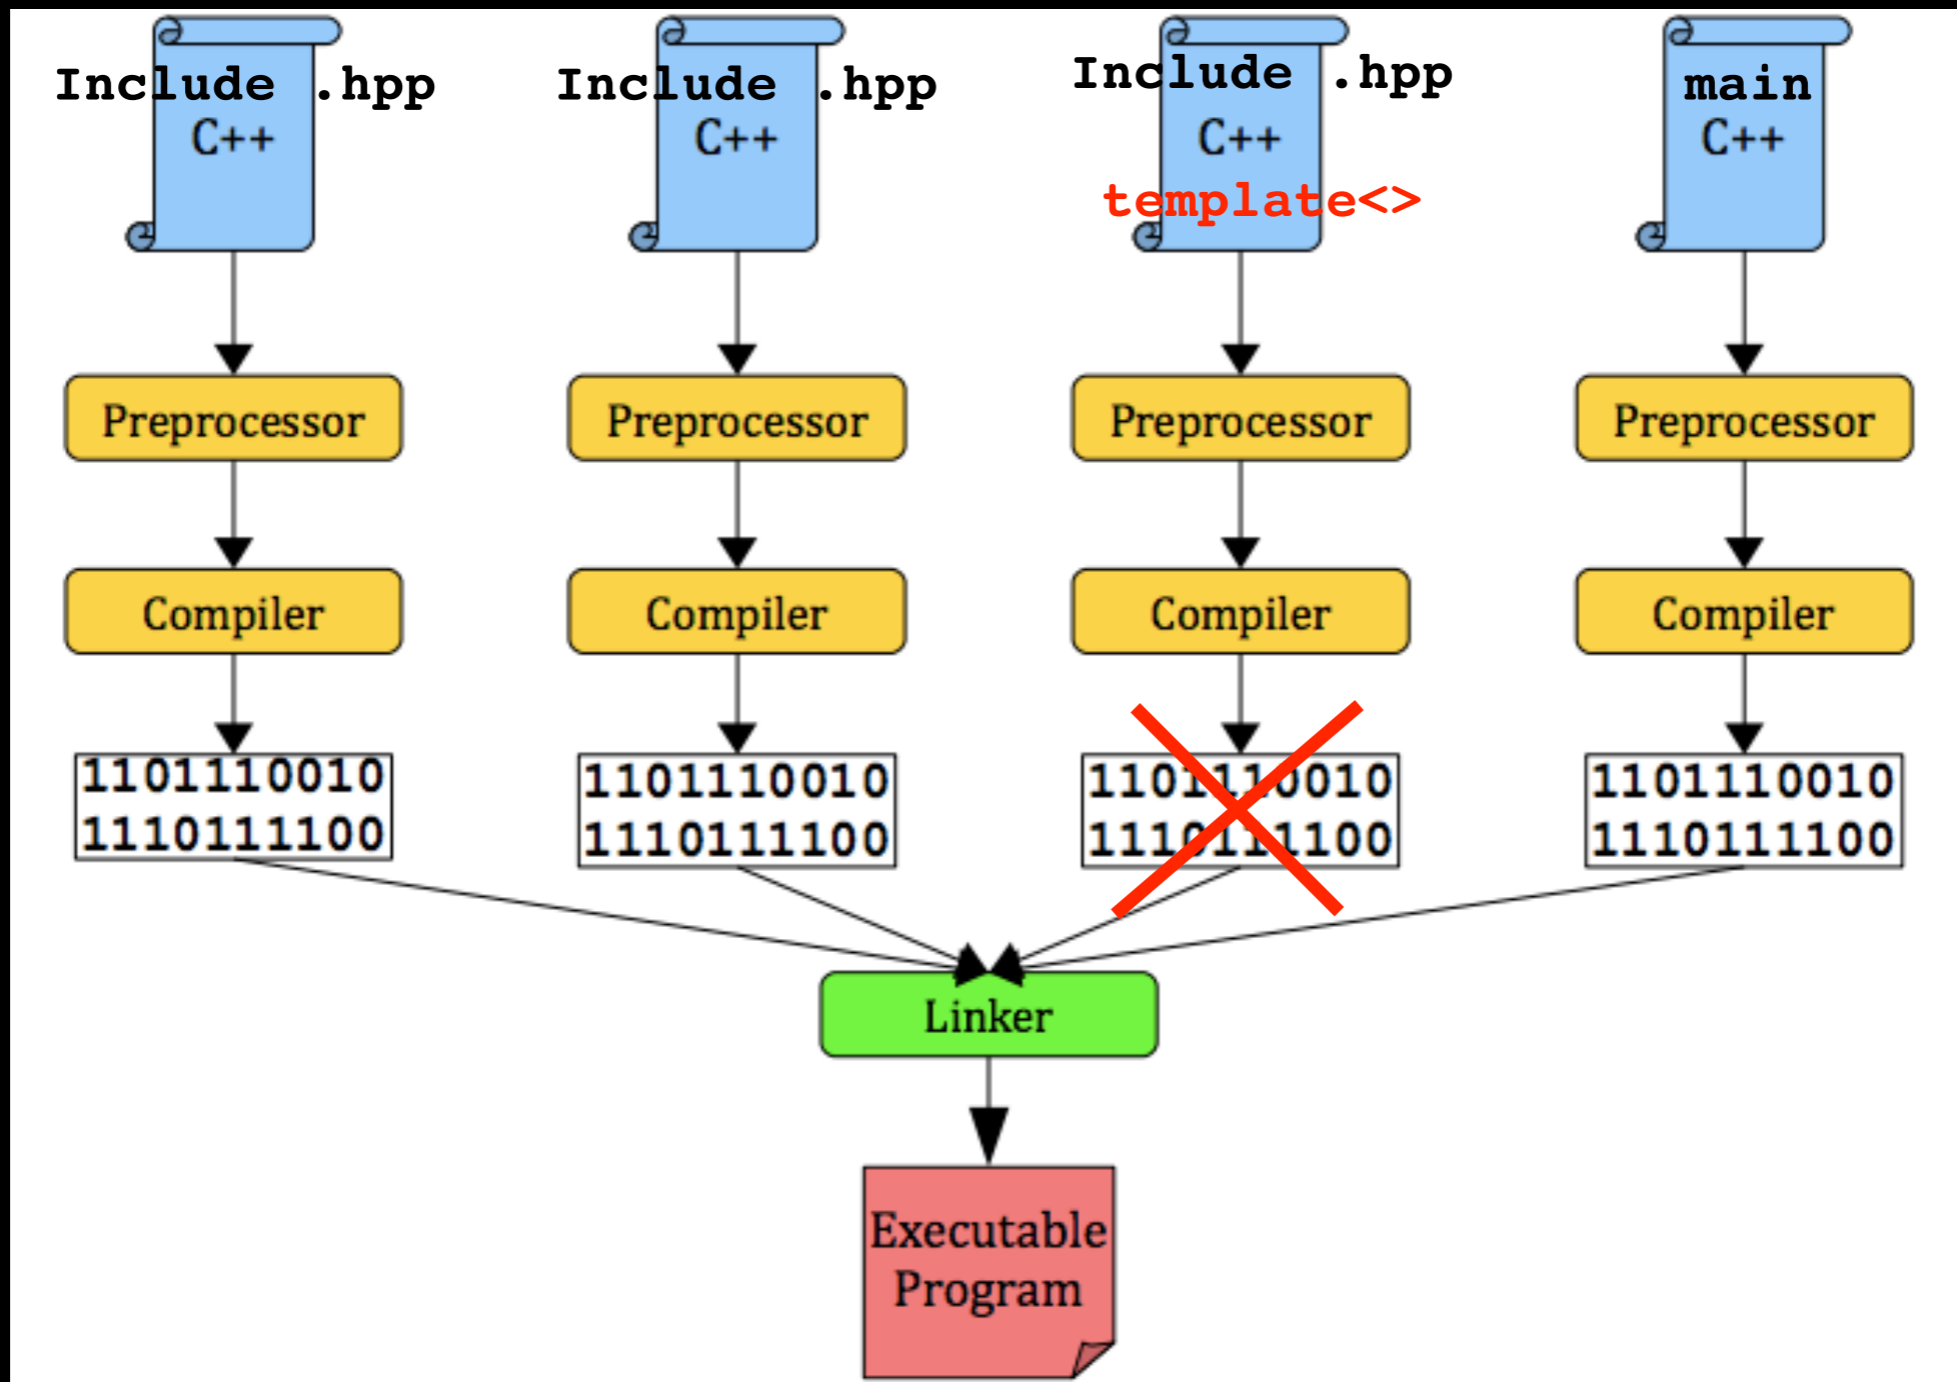 Include .hpp
C++
Include .hpp
C++
Include .hpp
C++
template<>
main
C++
Preprocessor
Preprocessor
Preprocessor
Preprocessor
Compiler
Compiler
Compiler
Compiler
1101110010
1110111100
1101110010
1110111100
1101110010
1110111100
1101110010
1110111100
Linker
Executable
Program